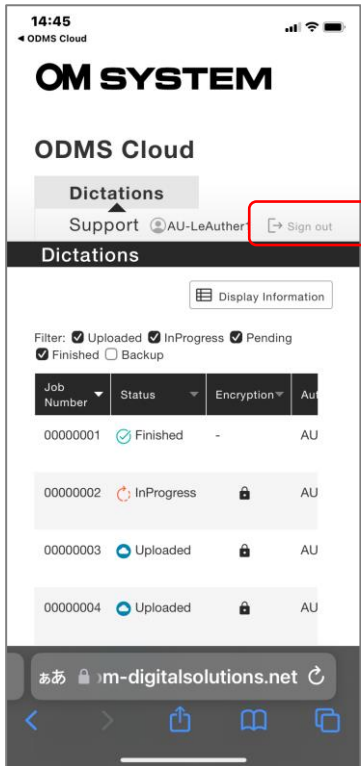 14:45
◀ ODMS Cloud
OM SYSTEM
ODMS Cloud
Dictations
Support AU-LeAuther1 Sign out
Dictations
Display Information
Filter: Uploaded InProgress Pending
Finished Backup
Job Number Status Encryption Aut
00000001 Finished - AU
00000002 InProgress AU
00000003 Uploaded AU
00000004 Uploaded AU
ぁあ m-digitalsolutions.net